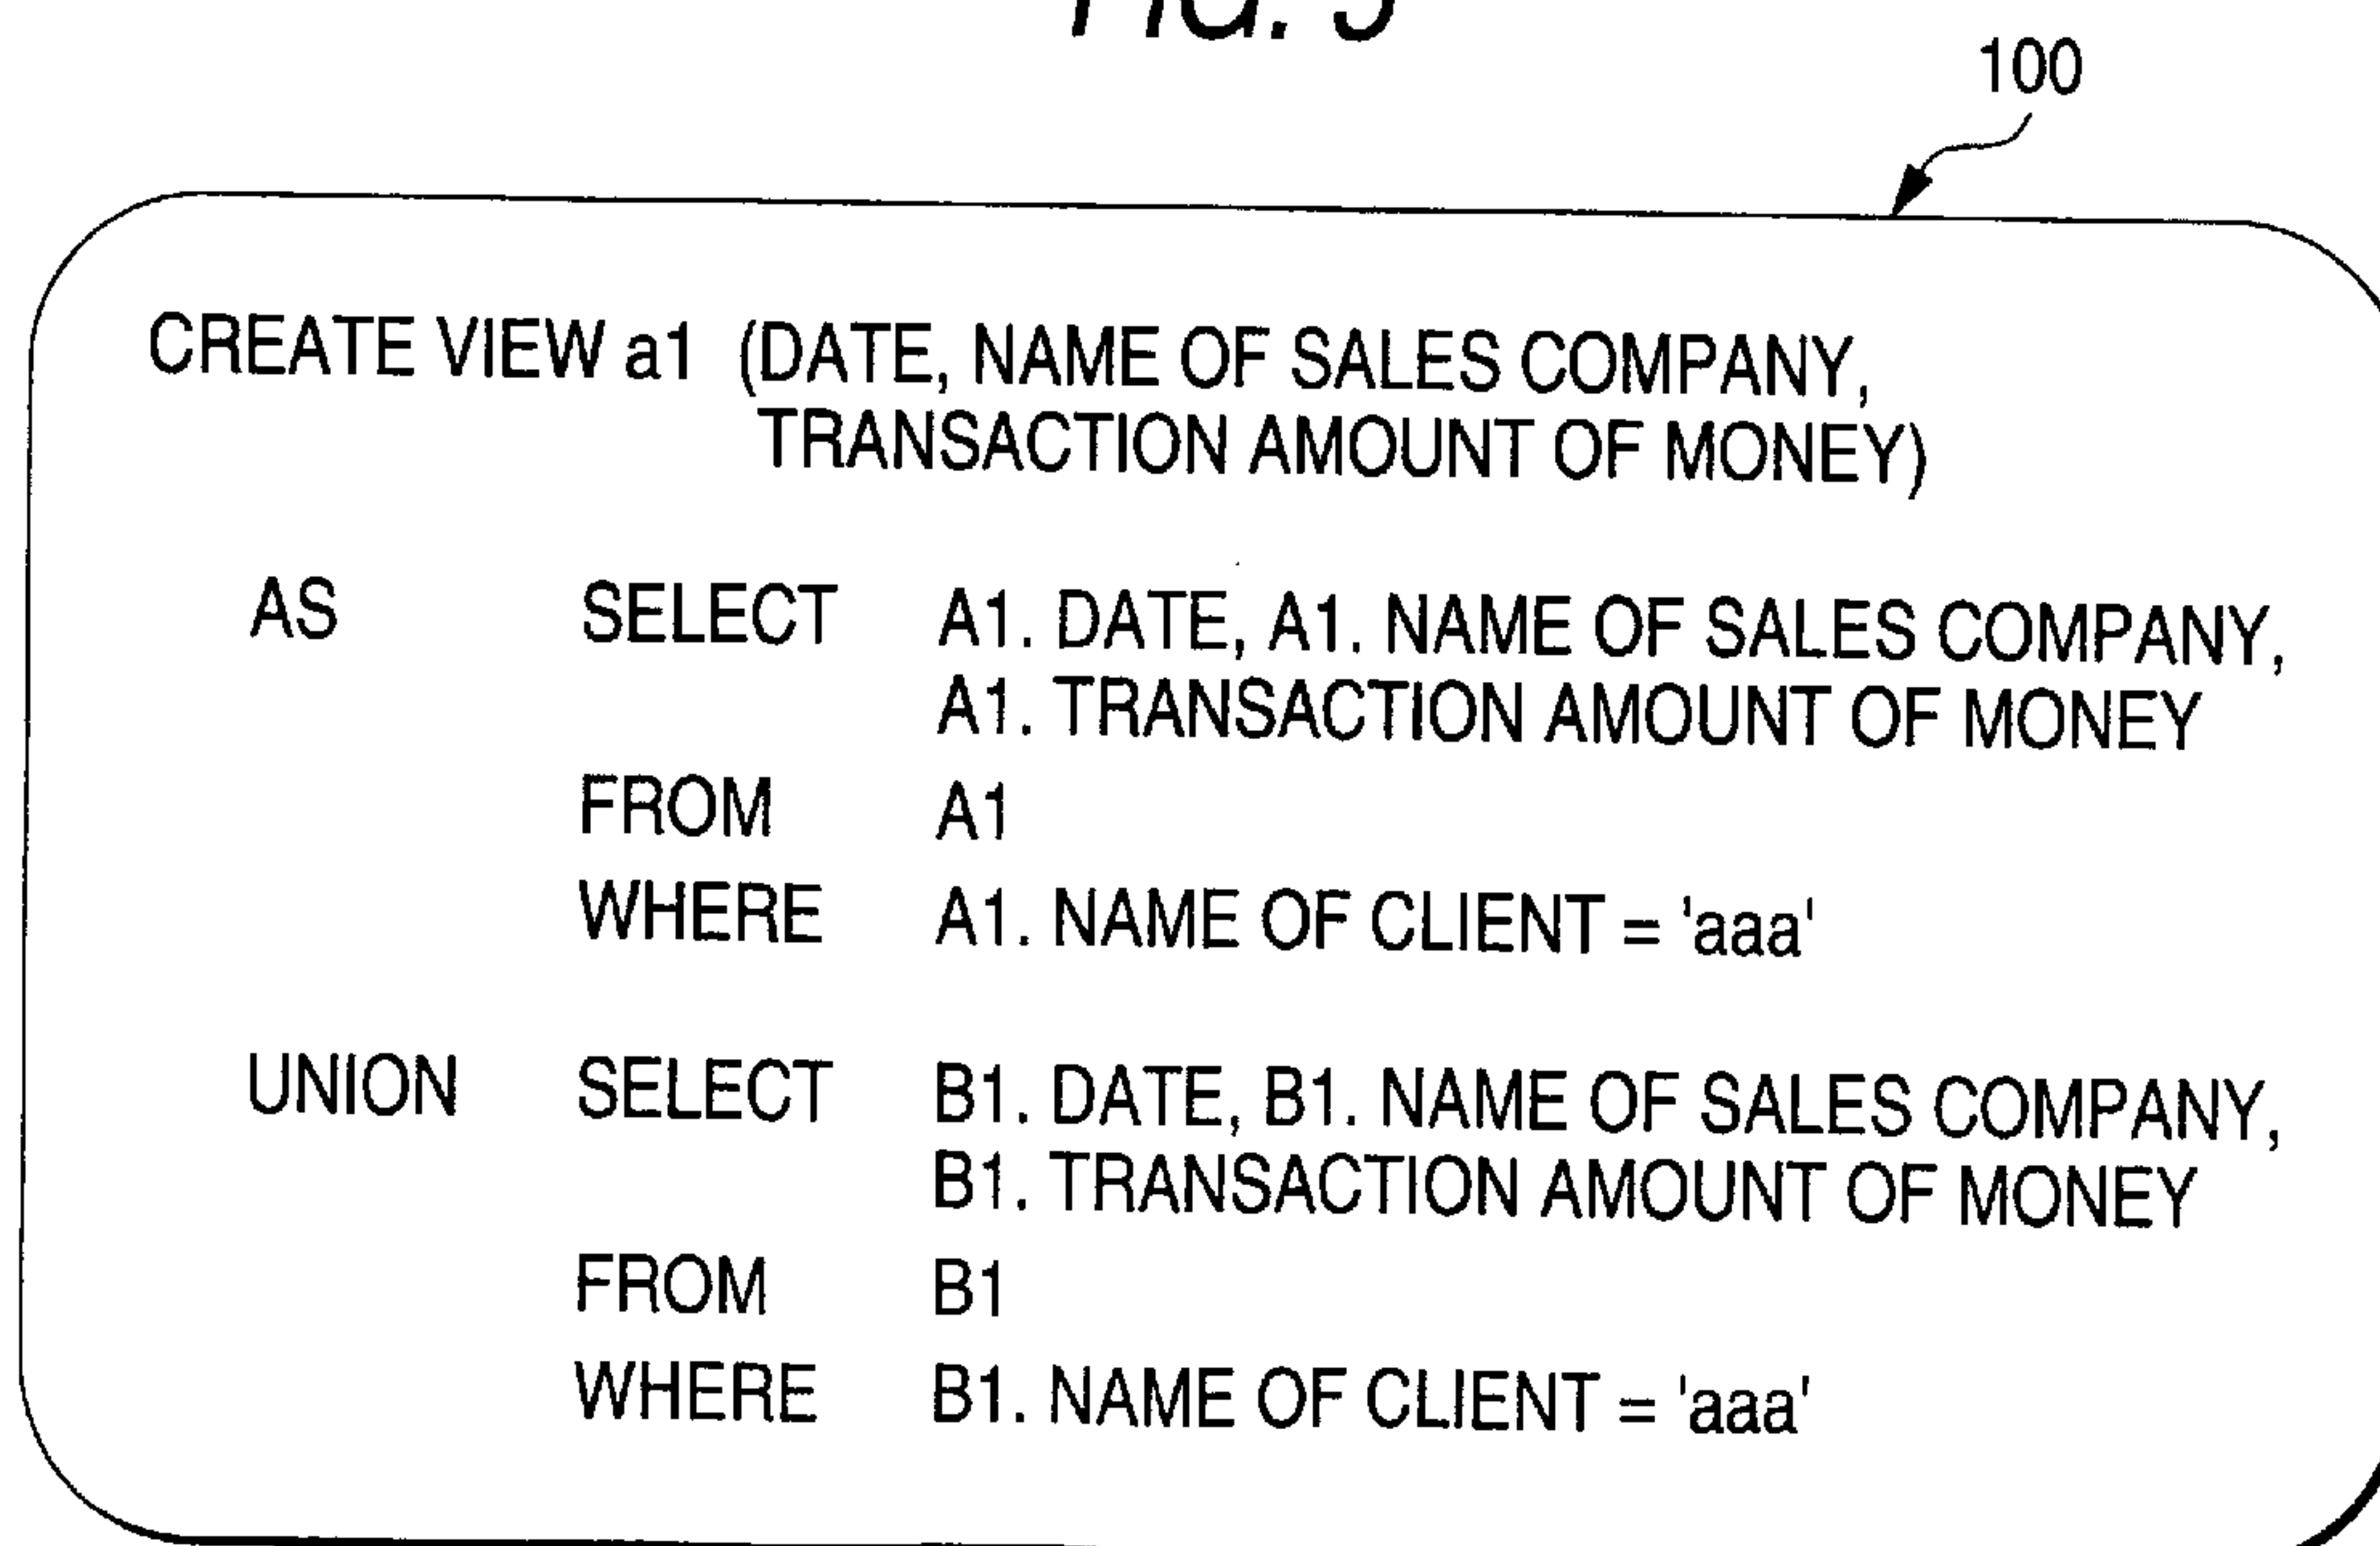 FIG.
100
CREATE VIEW a1 (DATE, NAME OF SALES COMPANY,
TRANSACTION AMOUNT OF MONEY)
AS SELECT A1. DATE, A1. NAME OF SALES COMPANY,
A1. TRANSACTION AMOUNT OF MONEY
FROM A1
WHERE A1. NAME OF CLIENT = 'aaa'
UNION SELECT B1. DATE, B1. NAME OF SALES COMPANY,
B1. TRANSACTION AMOUNT OF MONEY
FROM B1
WHERE B1. NAME OF CLIENT = 'aaa'